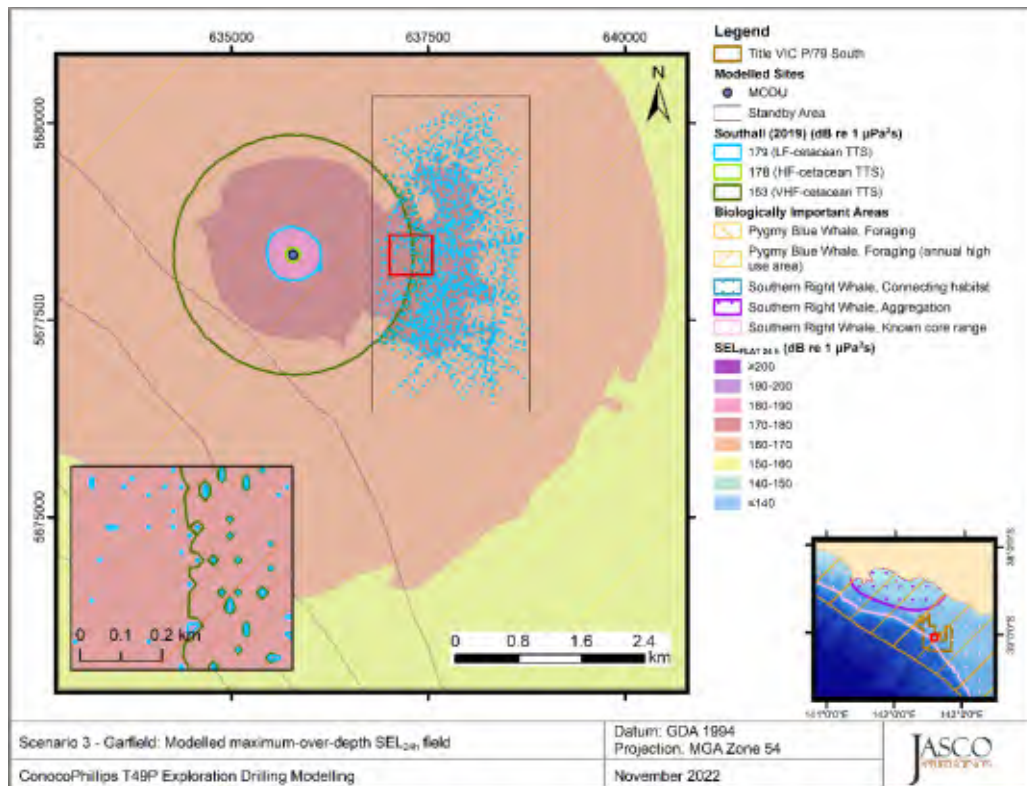 635000 637500 640000
5680000
5677500
5675000
N
0 0.1 0.2 km
0 0.8 1.6 2.4
km
Legend
Title VIC P/79 South
Modelled Sites
MODU
Standby Area
Southall (2019) (dB re 1 µPa²s)
179 (LF-cetacean TTS)
178 (HF-cetacean TTS)
153 (VHF-cetacean TTS)
Biologically Important Areas
Pygmy Blue Whale, Foraging
Pygmy Blue Whale, Foraging (annual high
use area)
Southern Right Whale, Connecting habitat
Southern Right Whale, Aggregation
Southern Right Whale, Known core range
(dB re 1 µPa²s)
≥200
190-200
180-190
170-180
160-170
150-160
140-150
≤140
39°0'0"S
Scenario 3 - Garfield: Modelled maximum-over-depth SEL24h field
ConocoPhillips T49P Exploration Drilling Modelling
Datum: GDA 1994
Projection: MGA Zone 54
November 2022
JASCO